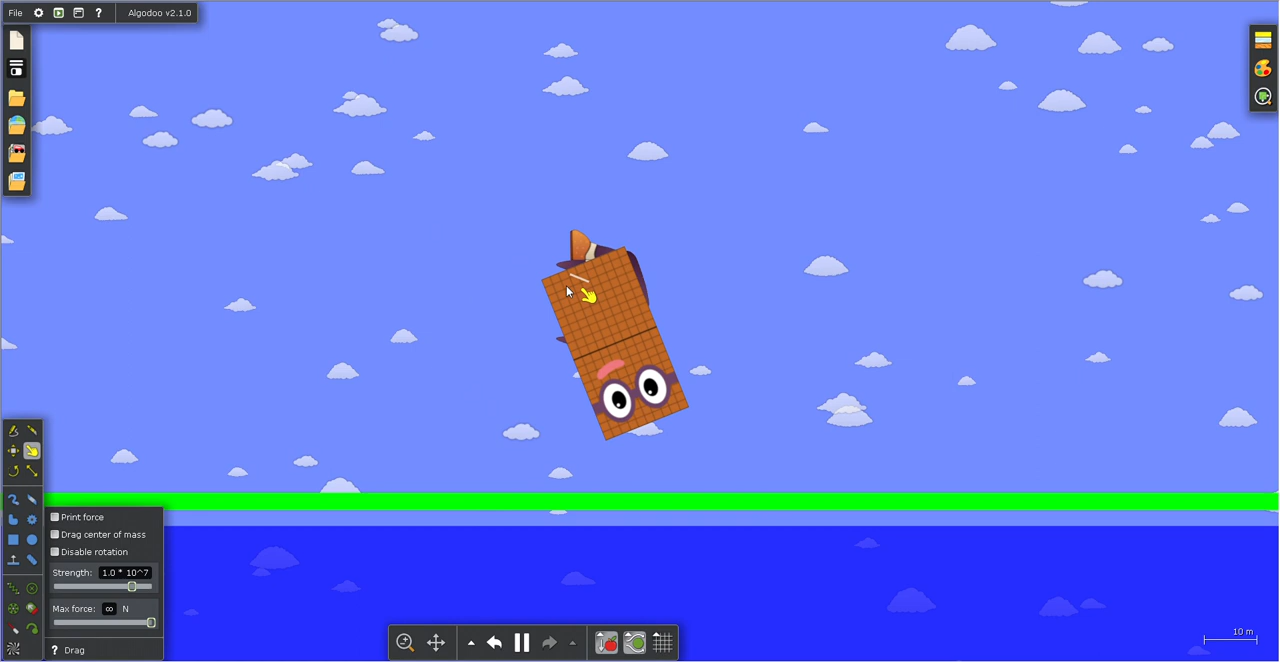 File ? Algodoo v2.1.0
Print force
Drag center of mass
Disable rotation
Strength: 1.0 * 10^7
Max force: ∞ N
? Drag
10 m